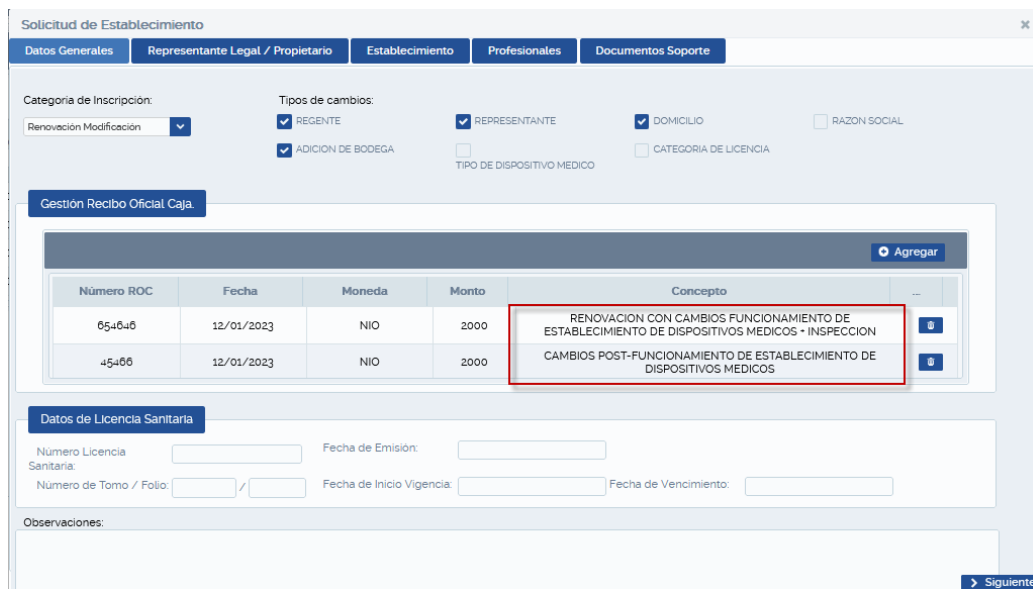 Solicitud de Establecimiento
Datos Generales Representante Legal / Propietario Establecimiento Profesionales Documentos Soporte
Categoria de Inscripción: Tipos de cambios:
Renovación Modificación REGENTE REPRESENTANTE DOMICILIO RAZON SOCIAL
ADICION DE BODEGA TIPO DE DISPOSITIVO MEDICO CATEGORIA DE LICENCIA
Gestión Recibo Oficial Caja.
Agregar
Número ROC Fecha Moneda Monto Concepto ...
654646 12/01/2023 NIO 2000 RENOVACION CON CAMBIOS FUNCIONAMIENTO DE
ESTABLECIMIENTO DE DISPOSITIVOS MEDICOS + INSPECCION
45466 12/01/2023 NIO 2000 CAMBIOS POST-FUNCIONAMIENTO DE ESTABLECIMIENTO DE
DISPOSITIVOS MEDICOS
Datos de Licencia Sanitaria
Número Licencia Fecha de Emisión:
Sanitaria:
Número de Tomo / Folio: / Fecha de Inicio Vigencia: Fecha de Vencimiento:
Observaciones:
Siguiente